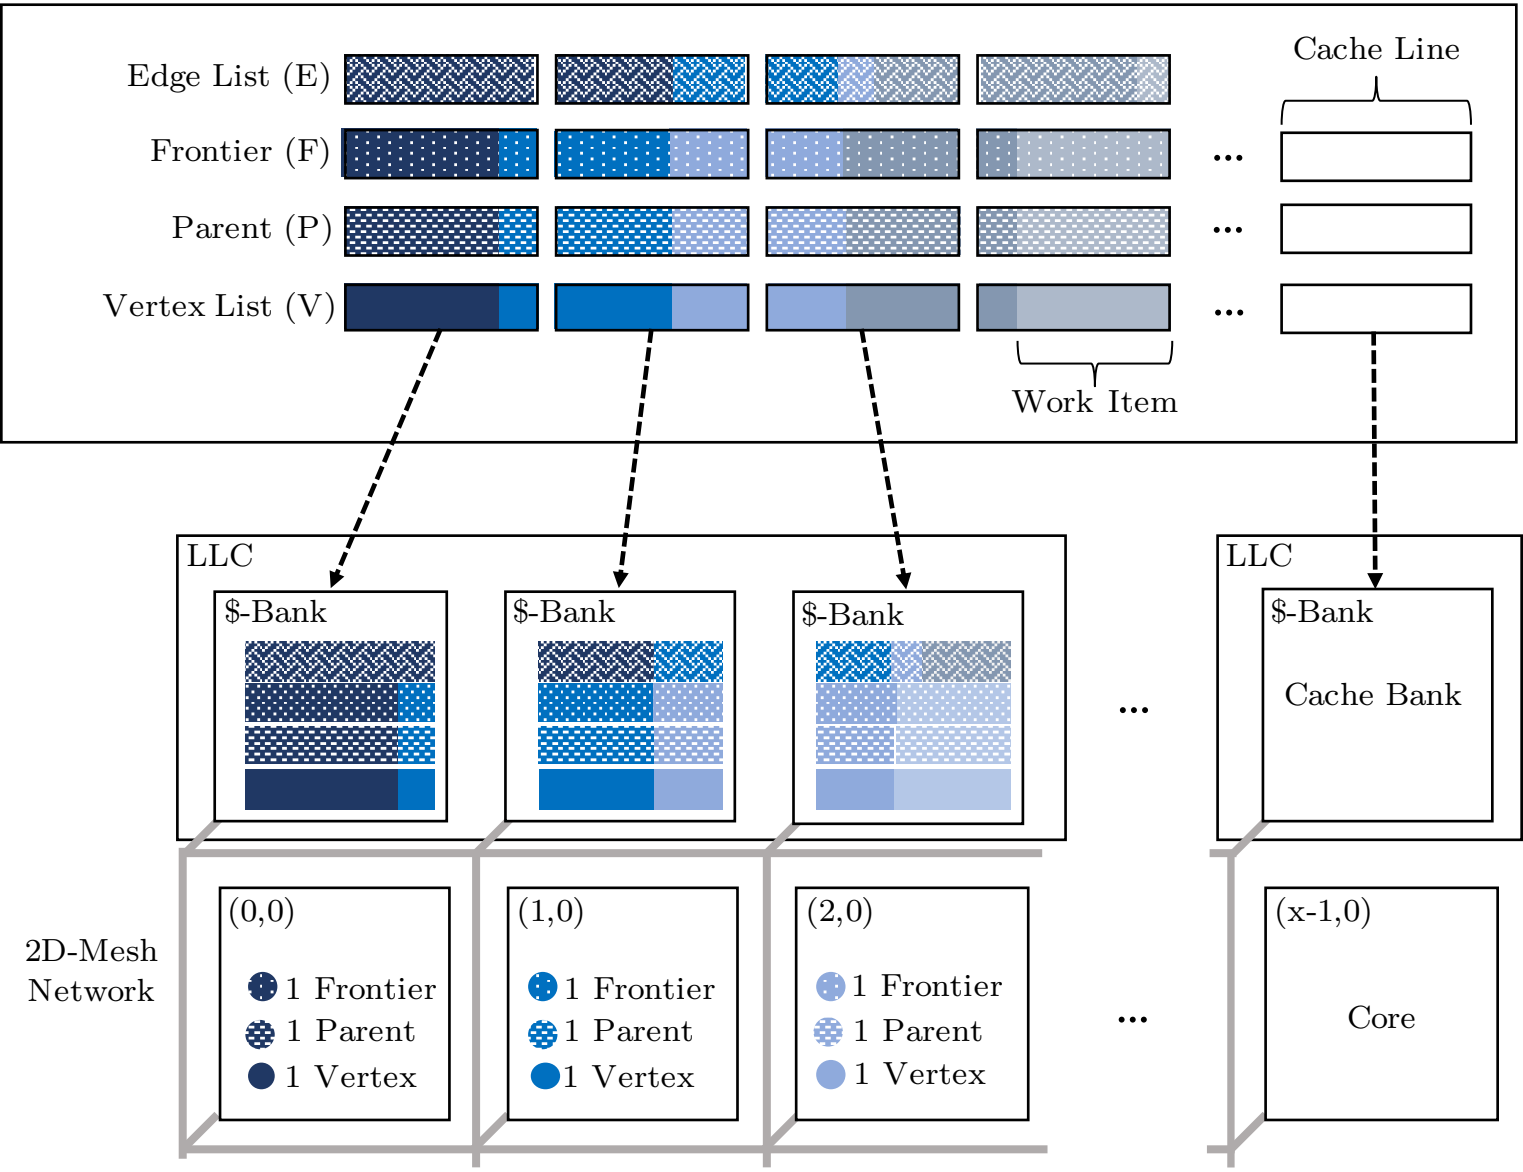 Edge List (E)
Cache Line
Frontier (F)
...
Parent (P)
...
Vertex List (V)
...
Work Item
LLC
LLC
$-Bank
$-Bank
$-Bank
$-Bank
Cache Bank
...
(0,0)
(1,0)
(2,0)
(x-1,0)
2D-Mesh
Network
1 Frontier
1 Parent
1 Vertex
1 Frontier
1 Parent
1 Vertex
1 Frontier
1 Parent
1 Vertex
...
Core